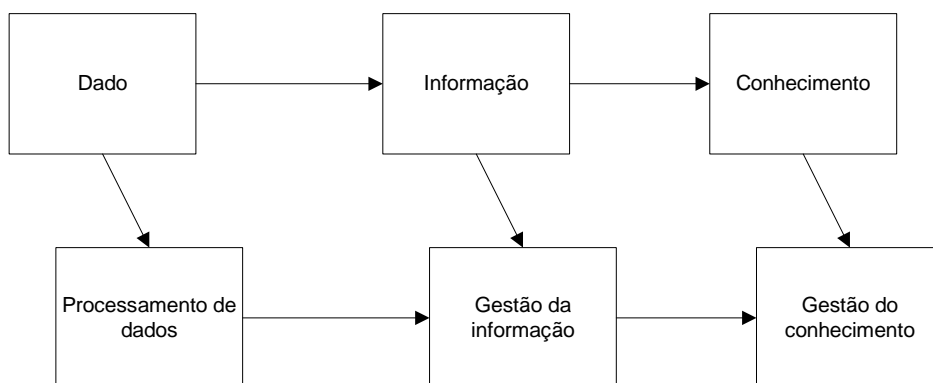 Dado
Informação
Conhecimento
Processamento de
dados
Gestão da
informação
Gestão do
conhecimento